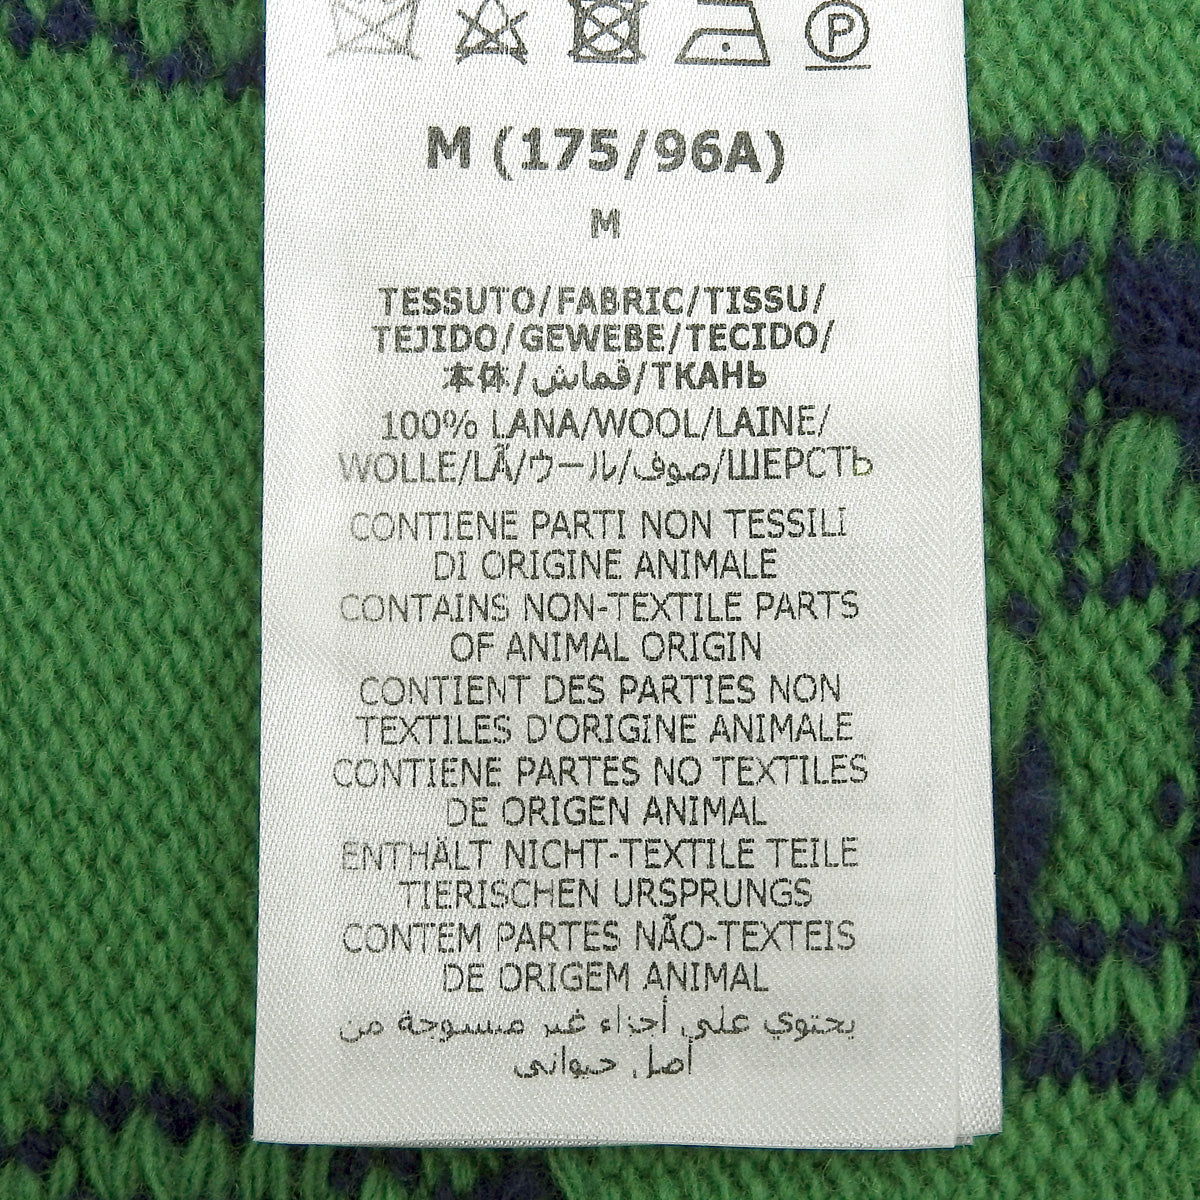 P
M (175/96A)
M
TESSUTO/FABRIC/TISSU/
TEJIDO/GEWEBE/TECIDO/
本体/قماش/ТКАНЬ
100% LANA/WOOL/LAINE/
WOLLE/LÃ/ウール/صوف/ШЕРСТЬ
CONTIENE PARTI NON TESSILI
DI ORIGINE ANIMALE
CONTAINS NON-TEXTILE PARTS
OF ANIMAL ORIGIN
CONTIENT DES PARTIES NON
TEXTILES D'ORIGINE ANIMALE
CONTIENE PARTES NO TEXTILES
DE ORIGEN ANIMAL
ENTHÄLT NICHT-TEXTILE TEILE
TIERISCHEN URSPRUNGS
CONTEM PARTES NÃO-TEXTEIS
DE ORIGEM ANIMAL
يحتوي على أجزاء غير منسوجة من
أصل حيواني